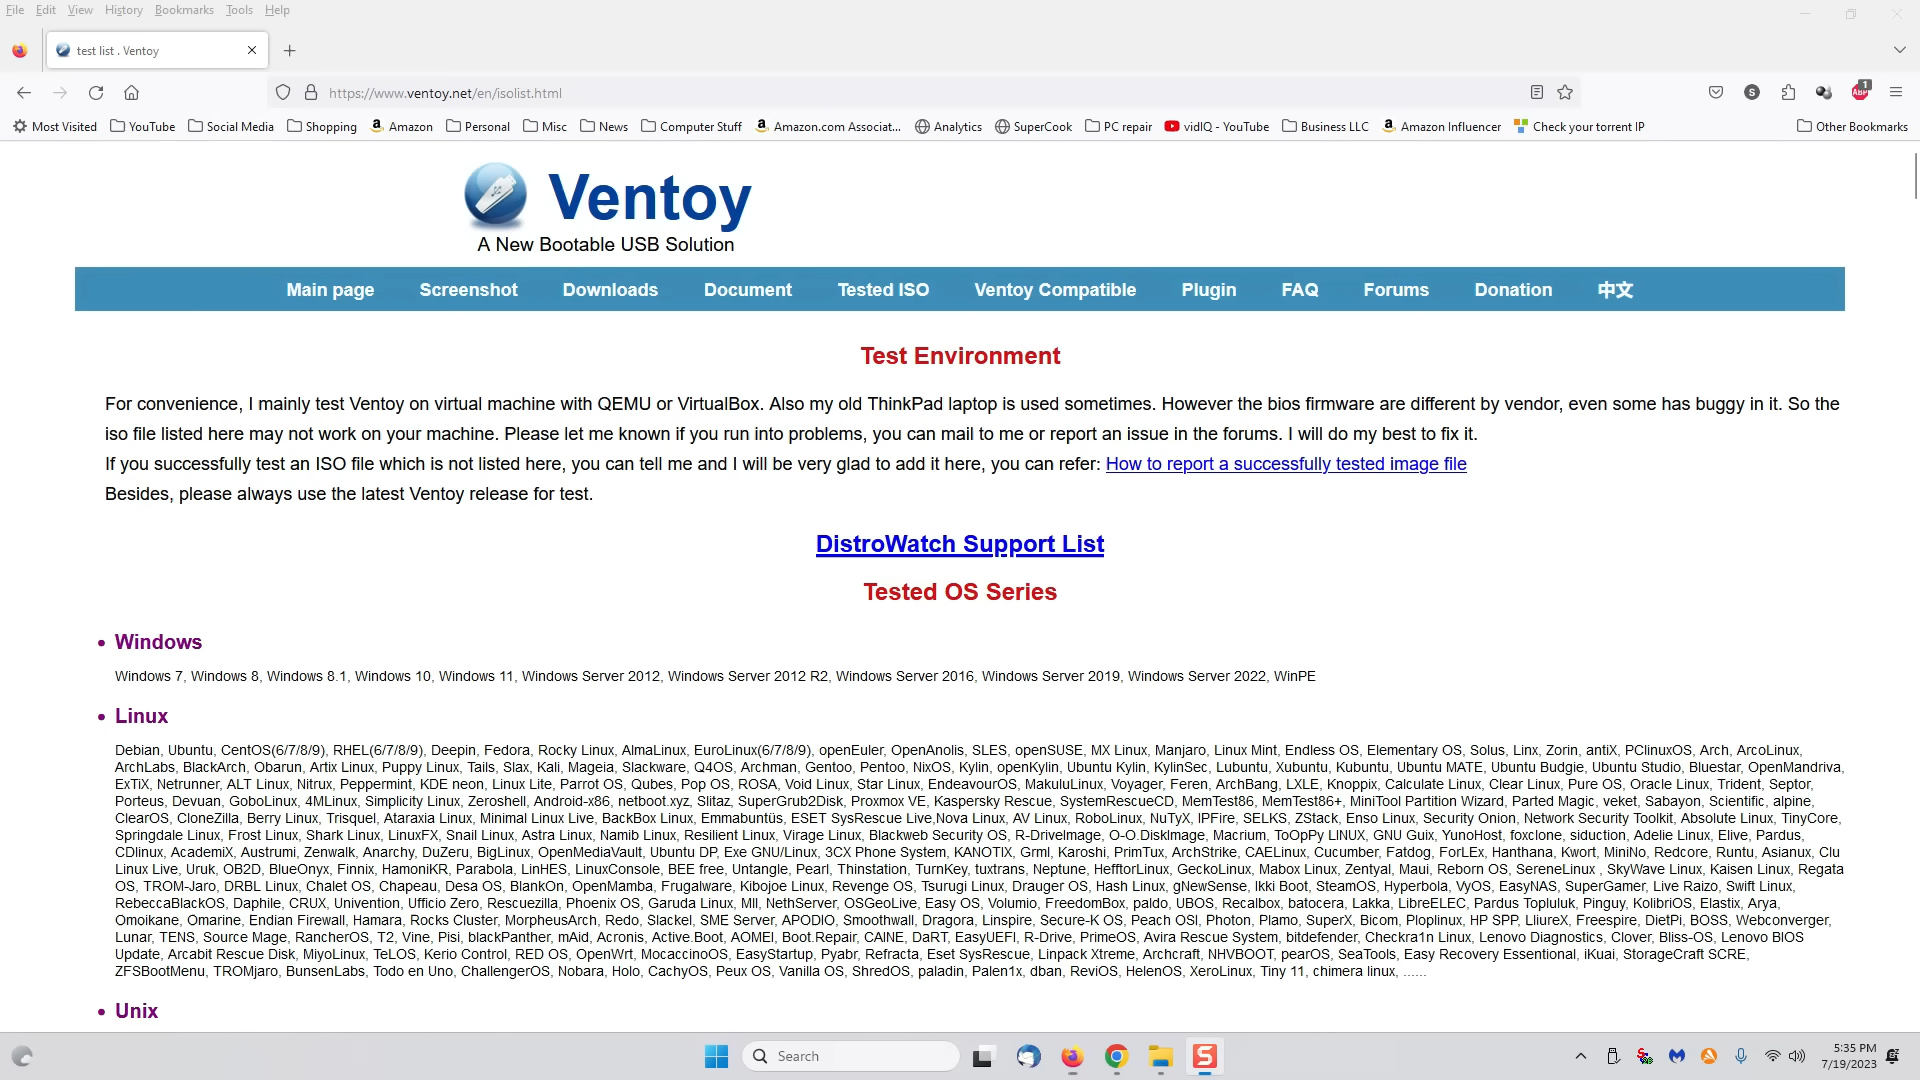 File Edit View History Bookmarks Tools Help
test list . Ventoy
https://www.ventoy.net/en/isolist.html
S
ABP
1
Most Visited YouTube Social Media Shopping Amazon Personal Misc News Computer Stuff Amazon.com Associat... Analytics SuperCook PC repair vidIQ - YouTube Business LLC Amazon Influencer Check your torrent IP Other Bookmarks
Ventoy
A New Bootable USB Solution
Main page Screenshot Downloads Document Tested ISO Ventoy Compatible Plugin FAQ Forums Donation 中文
Test Environment
For convenience, I mainly test Ventoy on virtual machine with QEMU or VirtualBox. Also my old ThinkPad laptop is used sometimes. However the bios firmware are different by vendor, even some has buggy in it. So the
iso file listed here may not work on your machine. Please let me known if you run into problems, you can mail to me or report an issue in the forums. I will do my best to fix it.
If you successfully test an ISO file which is not listed here, you can tell me and I will be very glad to add it here, you can refer: How to report a successfully tested image file
Besides, please always use the latest Ventoy release for test.
DistroWatch Support List
Tested OS Series
• Windows
Windows 7, Windows 8, Windows 8.1, Windows 10, Windows 11, Windows Server 2012, Windows Server 2012 R2, Windows Server 2016, Windows Server 2019, Windows Server 2022, WinPE
• Linux
Debian, Ubuntu, CentOS(6/7/8/9), RHEL(6/7/8/9), Deepin, Fedora, Rocky Linux, AlmaLinux, EuroLinux(6/7/8/9), openEuler, OpenAnolis, SLES, openSUSE, MX Linux, Manjaro, Linux Mint, Endless OS, Elementary OS, Solus, Linx, Zorin, antiX, PClinuxOS, Arch, ArcoLinux,
ArchLabs, BlackArch, Obarun, Artix Linux, Puppy Linux, Tails, Slax, Kali, Mageia, Slackware, Q4OS, Archman, Gentoo, Pentoo, NixOS, Kylin, openKylin, Ubuntu Kylin, KylinSec, Lubuntu, Xubuntu, Kubuntu, Ubuntu MATE, Ubuntu Budgie, Ubuntu Studio, Bluestar, OpenMandriva,
ExTiX, Netrunner, ALT Linux, Nitrux, Peppermint, KDE neon, Linux Lite, Parrot OS, Qubes, Pop OS, ROSA, Void Linux, Star Linux, EndeavourOS, MakuluLinux, Voyager, Feren, ArchBang, LXLE, Knoppix, Calculate Linux, Clear Linux, Pure OS, Oracle Linux, Trident, Septor,
Porteus, Devuan, GoboLinux, 4MLinux, Simplicity Linux, Zeroshell, Android-x86, netboot.xyz, Slitaz, SuperGrub2Disk, Proxmox VE, Kaspersky Rescue, SystemRescueCD, MemTest86, MemTest86+, MiniTool Partition Wizard, Parted Magic, veket, Sabayon, Scientific, alpine,
ClearOS, CloneZilla, Berry Linux, Trisquel, Ataraxia Linux, Minimal Linux Live, BackBox Linux, Emmabuntüs, ESET SysRescue Live,Nova Linux, AV Linux, RoboLinux, NuTyX, IPFire, SELKS, ZStack, Enso Linux, Security Onion, Network Security Toolkit, Absolute Linux, TinyCore,
Springdale Linux, Frost Linux, Shark Linux, LinuxFX, Snail Linux, Astra Linux, Namib Linux, Resilient Linux, Virage Linux, Blackweb Security OS, R-DriveImage, O-O.DiskImage, Macrium, ToOpPy LINUX, GNU Guix, YunoHost, foxclone, siduction, Adelie Linux, Elive, Pardus,
CDlinux, AcademiX, Austrumi, Zenwalk, Anarchy, DuZeru, BigLinux, OpenMediaVault, Ubuntu DP, Exe GNU/Linux, 3CX Phone System, KANOTIX, Grml, Karoshi, PrimTux, ArchStrike, CAELinux, Cucumber, Fatdog, ForLEx, Hanthana, Kwort, MiniNo, Redcore, Runtu, Asianux, Clu
Linux Live, Uruk, OB2D, BlueOnyx, Finnix, HamoniKR, Parabola, LinHES, LinuxConsole, BEE free, Untangle, Pearl, Thinstation, TurnKey, tuxtrans, Neptune, HefftorLinux, GeckoLinux, Mabox Linux, Zentyal, Maui, Reborn OS, SereneLinux , SkyWave Linux, Kaisen Linux, Regata
OS, TROM-Jaro, DRBL Linux, Chalet OS, Chapeau, Desa OS, BlankOn, OpenMamba, Frugalware, Kibojoe Linux, Revenge OS, Tsurugi Linux, Drauger OS, Hash Linux, gNewSense, Ikki Boot, SteamOS, Hyperbola, VyOS, EasyNAS, SuperGamer, Live Raizo, Swift Linux,
RebeccaBlackOS, Daphile, CRUX, Univention, Ufficio Zero, Rescuezilla, Phoenix OS, Garuda Linux, Mll, NethServer, OSGeoLive, Easy OS, Volumio, FreedomBox, paldo, UBOS, Recalbox, batocera, Lakka, LibreELEC, Pardus Topluluk, Pinguy, KolibriOS, Elastix, Arya,
Omoikane, Omarine, Endian Firewall, Hamara, Rocks Cluster, MorpheusArch, Redo, Slackel, SME Server, APODIO, Smoothwall, Dragora, Linspire, Secure-K OS, Peach OSI, Photon, Plamo, SuperX, Bicom, Ploplinux, HP SPP, LliureX, Freespire, DietPi, BOSS, Webconverger,
Lunar, TENS, Source Mage, RancherOS, T2, Vine, Pisi, blackPanther, mAid, Acronis, Active.Boot, AOMEI, Boot.Repair, CAINE, DaRT, EasyUEFI, R-Drive, PrimeOS, Avira Rescue System, bitdefender, Checkra1n Linux, Lenovo Diagnostics, Clover, Bliss-OS, Lenovo BIOS
Update, Arcabit Rescue Disk, MiyoLinux, TeLOS, Kerio Control, RED OS, OpenWrt, MocaccinoOS, EasyStartup, Pyabr, Refracta, Eset SysRescue, Linpack Xtreme, Archcraft, NHVBOOT, pearOS, SeaTools, Easy Recovery Essentional, iKuai, StorageCraft SCRE,
ZFSBootMenu, TROMjaro, BunsenLabs, Todo en Uno, ChallengerOS, Nobara, Holo, CachyOS, Peux OS, Vanilla OS, ShredOS, paladin, Palen1x, dban, ReviOS, HelenOS, XeroLinux, Tiny 11, chimera linux, ......
• Unix
Search
5:35 PM
7/19/2023